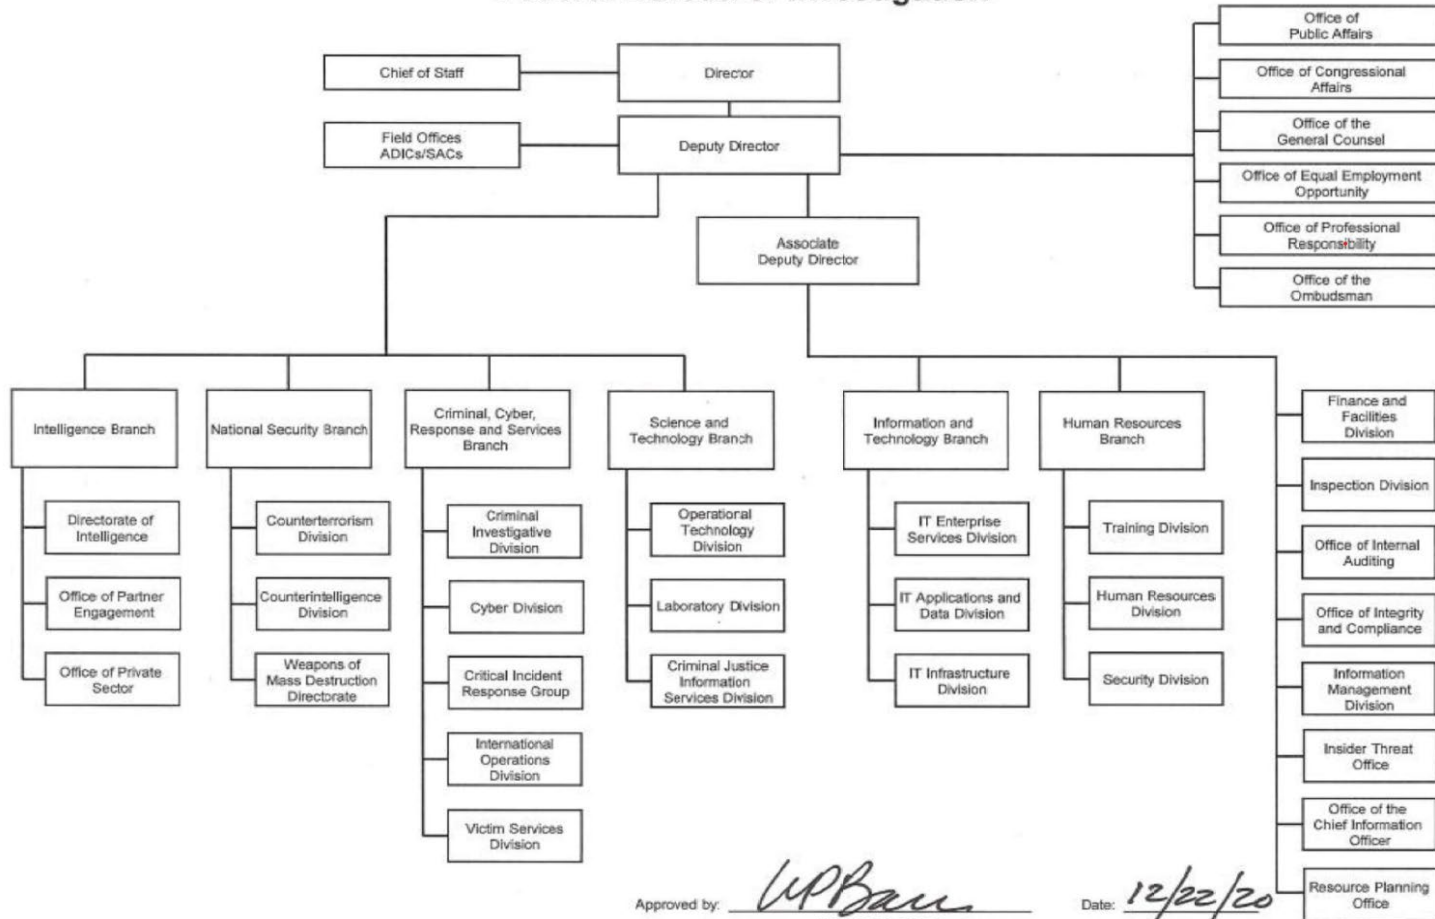 Office of
Public Affairs
Chief of Staff
Director
Office of Congressional
Affairs
Field Offices
ADICs/SACs
Deputy Director
Office of the
General Counsel
Office of Equal Employment
Opportunity
Associate
Deputy Director
Office of Professional
Responsibility
Office of the
Ombudsman
Intelligence Branch
National Security Branch
Criminal, Cyber,
Response and Services
Branch
Science and
Technology Branch
Information and
Technology Branch
Human Resources
Branch
Finance and
Facilities
Division
Directorate of
Intelligence
Office of Partner
Engagement
Office of Private
Sector
Counterterrorism
Division
Counterintelligence
Division
Weapons of
Mass Destruction
Directorate
Criminal
Investigative
Division
Cyber Division
Critical Incident
Response Group
International
Operations
Division
Victim Services
Division
Operational
Technology
Division
Laboratory Division
Criminal Justice
Information
Services Division
IT Enterprise
Services Division
IT Applications and
Data Division
IT Infrastructure
Division
Training Division
Human Resources
Division
Security Division
Inspection Division
Office of Internal
Auditing
Office of Integrity
and Compliance
Information
Management
Division
Insider Threat
Office
Office of the
Chief Information
Officer
Resource Planning
Office
Approved by:
Date: 12/22/20